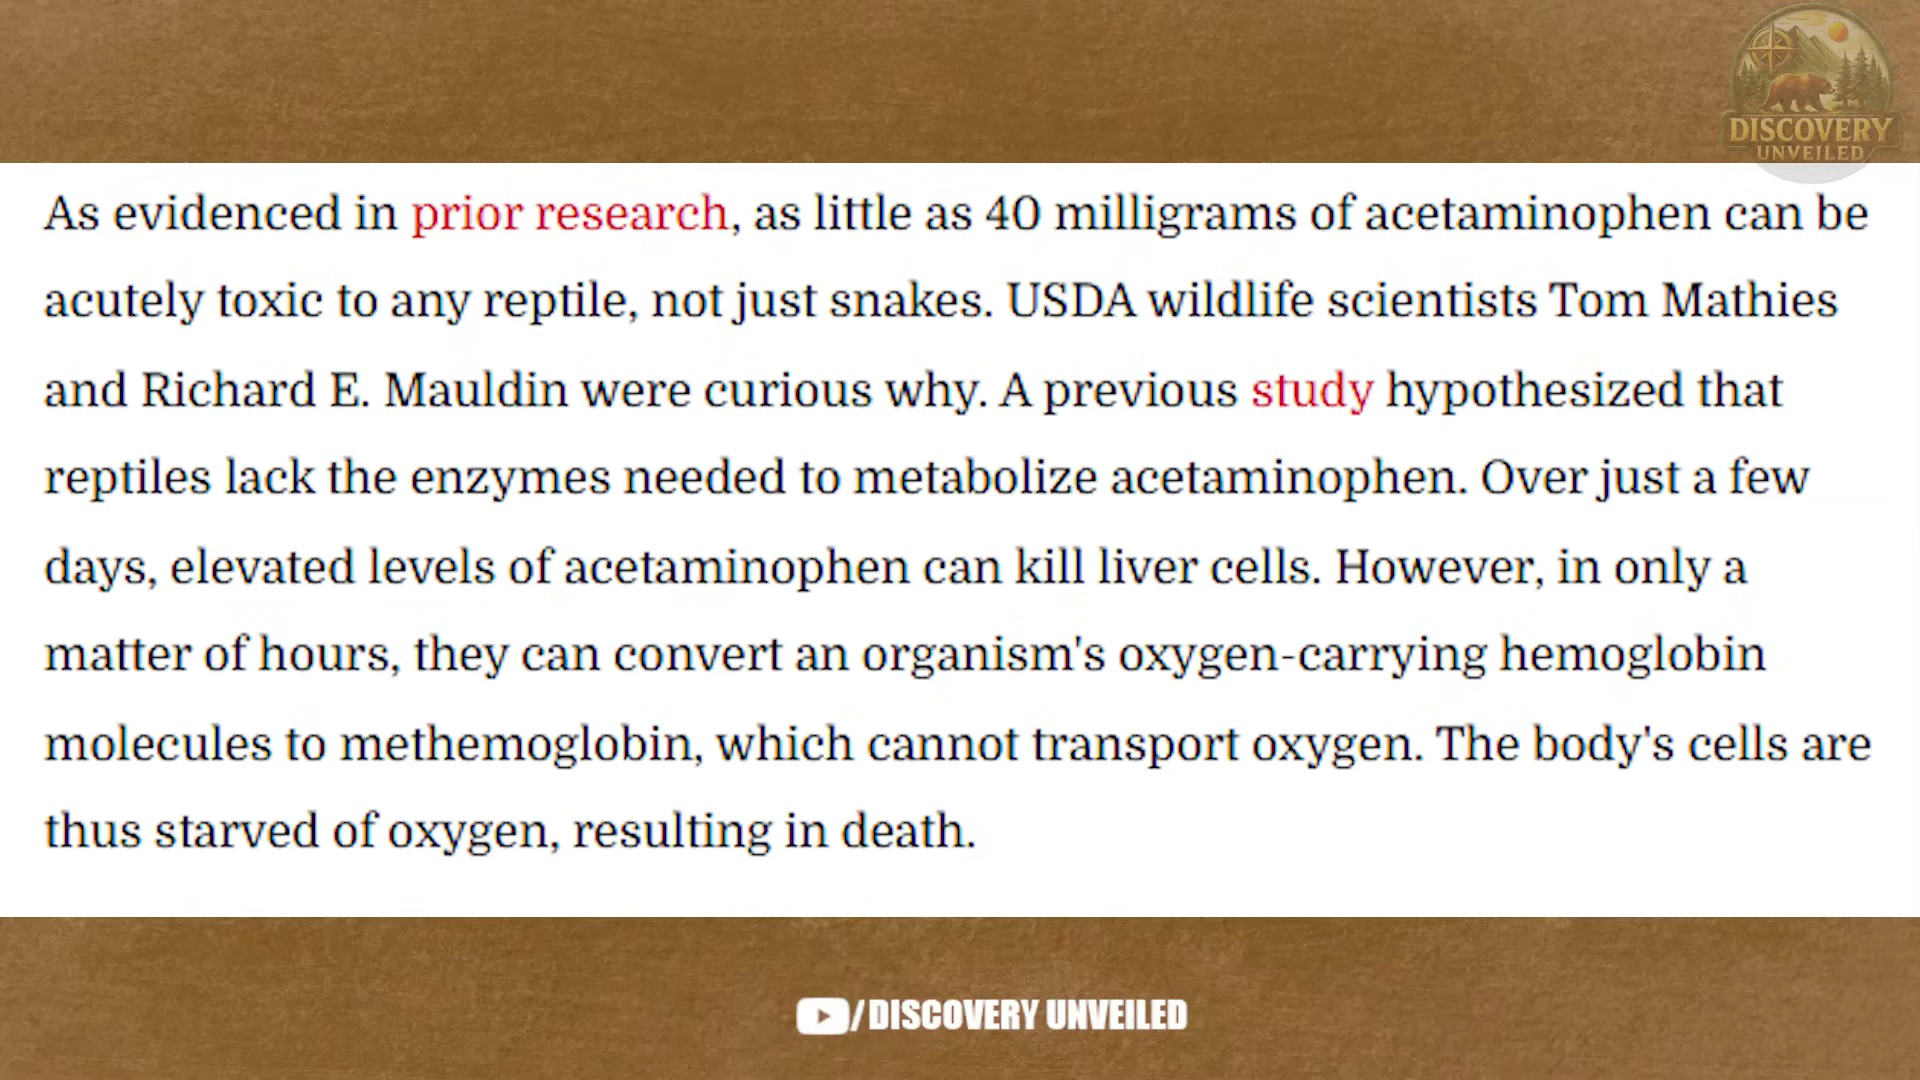 DISCOVERY
UNVEILED
As evidenced in prior research, as little as 40 milligrams of acetaminophen can be
acutely toxic to any reptile, not just snakes. USDA wildlife scientists Tom Mathies
and Richard E. Mauldin were curious why. A previous study hypothesized that
reptiles lack the enzymes needed to metabolize acetaminophen. Over just a few
days, elevated levels of acetaminophen can kill liver cells. However, in only a
matter of hours, they can convert an organism's oxygen-carrying hemoglobin
molecules to methemoglobin, which cannot transport oxygen. The body's cells are
thus starved of oxygen, resulting in death.
/DISCOVERY UNVEILED